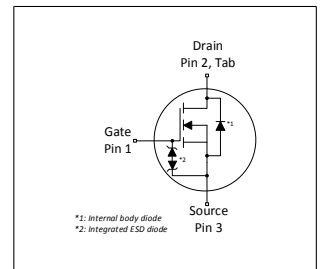 Drain
Pin 2, Tab
*1
Gate
Pin 1
*2
Source
Pin 3
*1: Internal body diode
*2: Integrated ESD diode